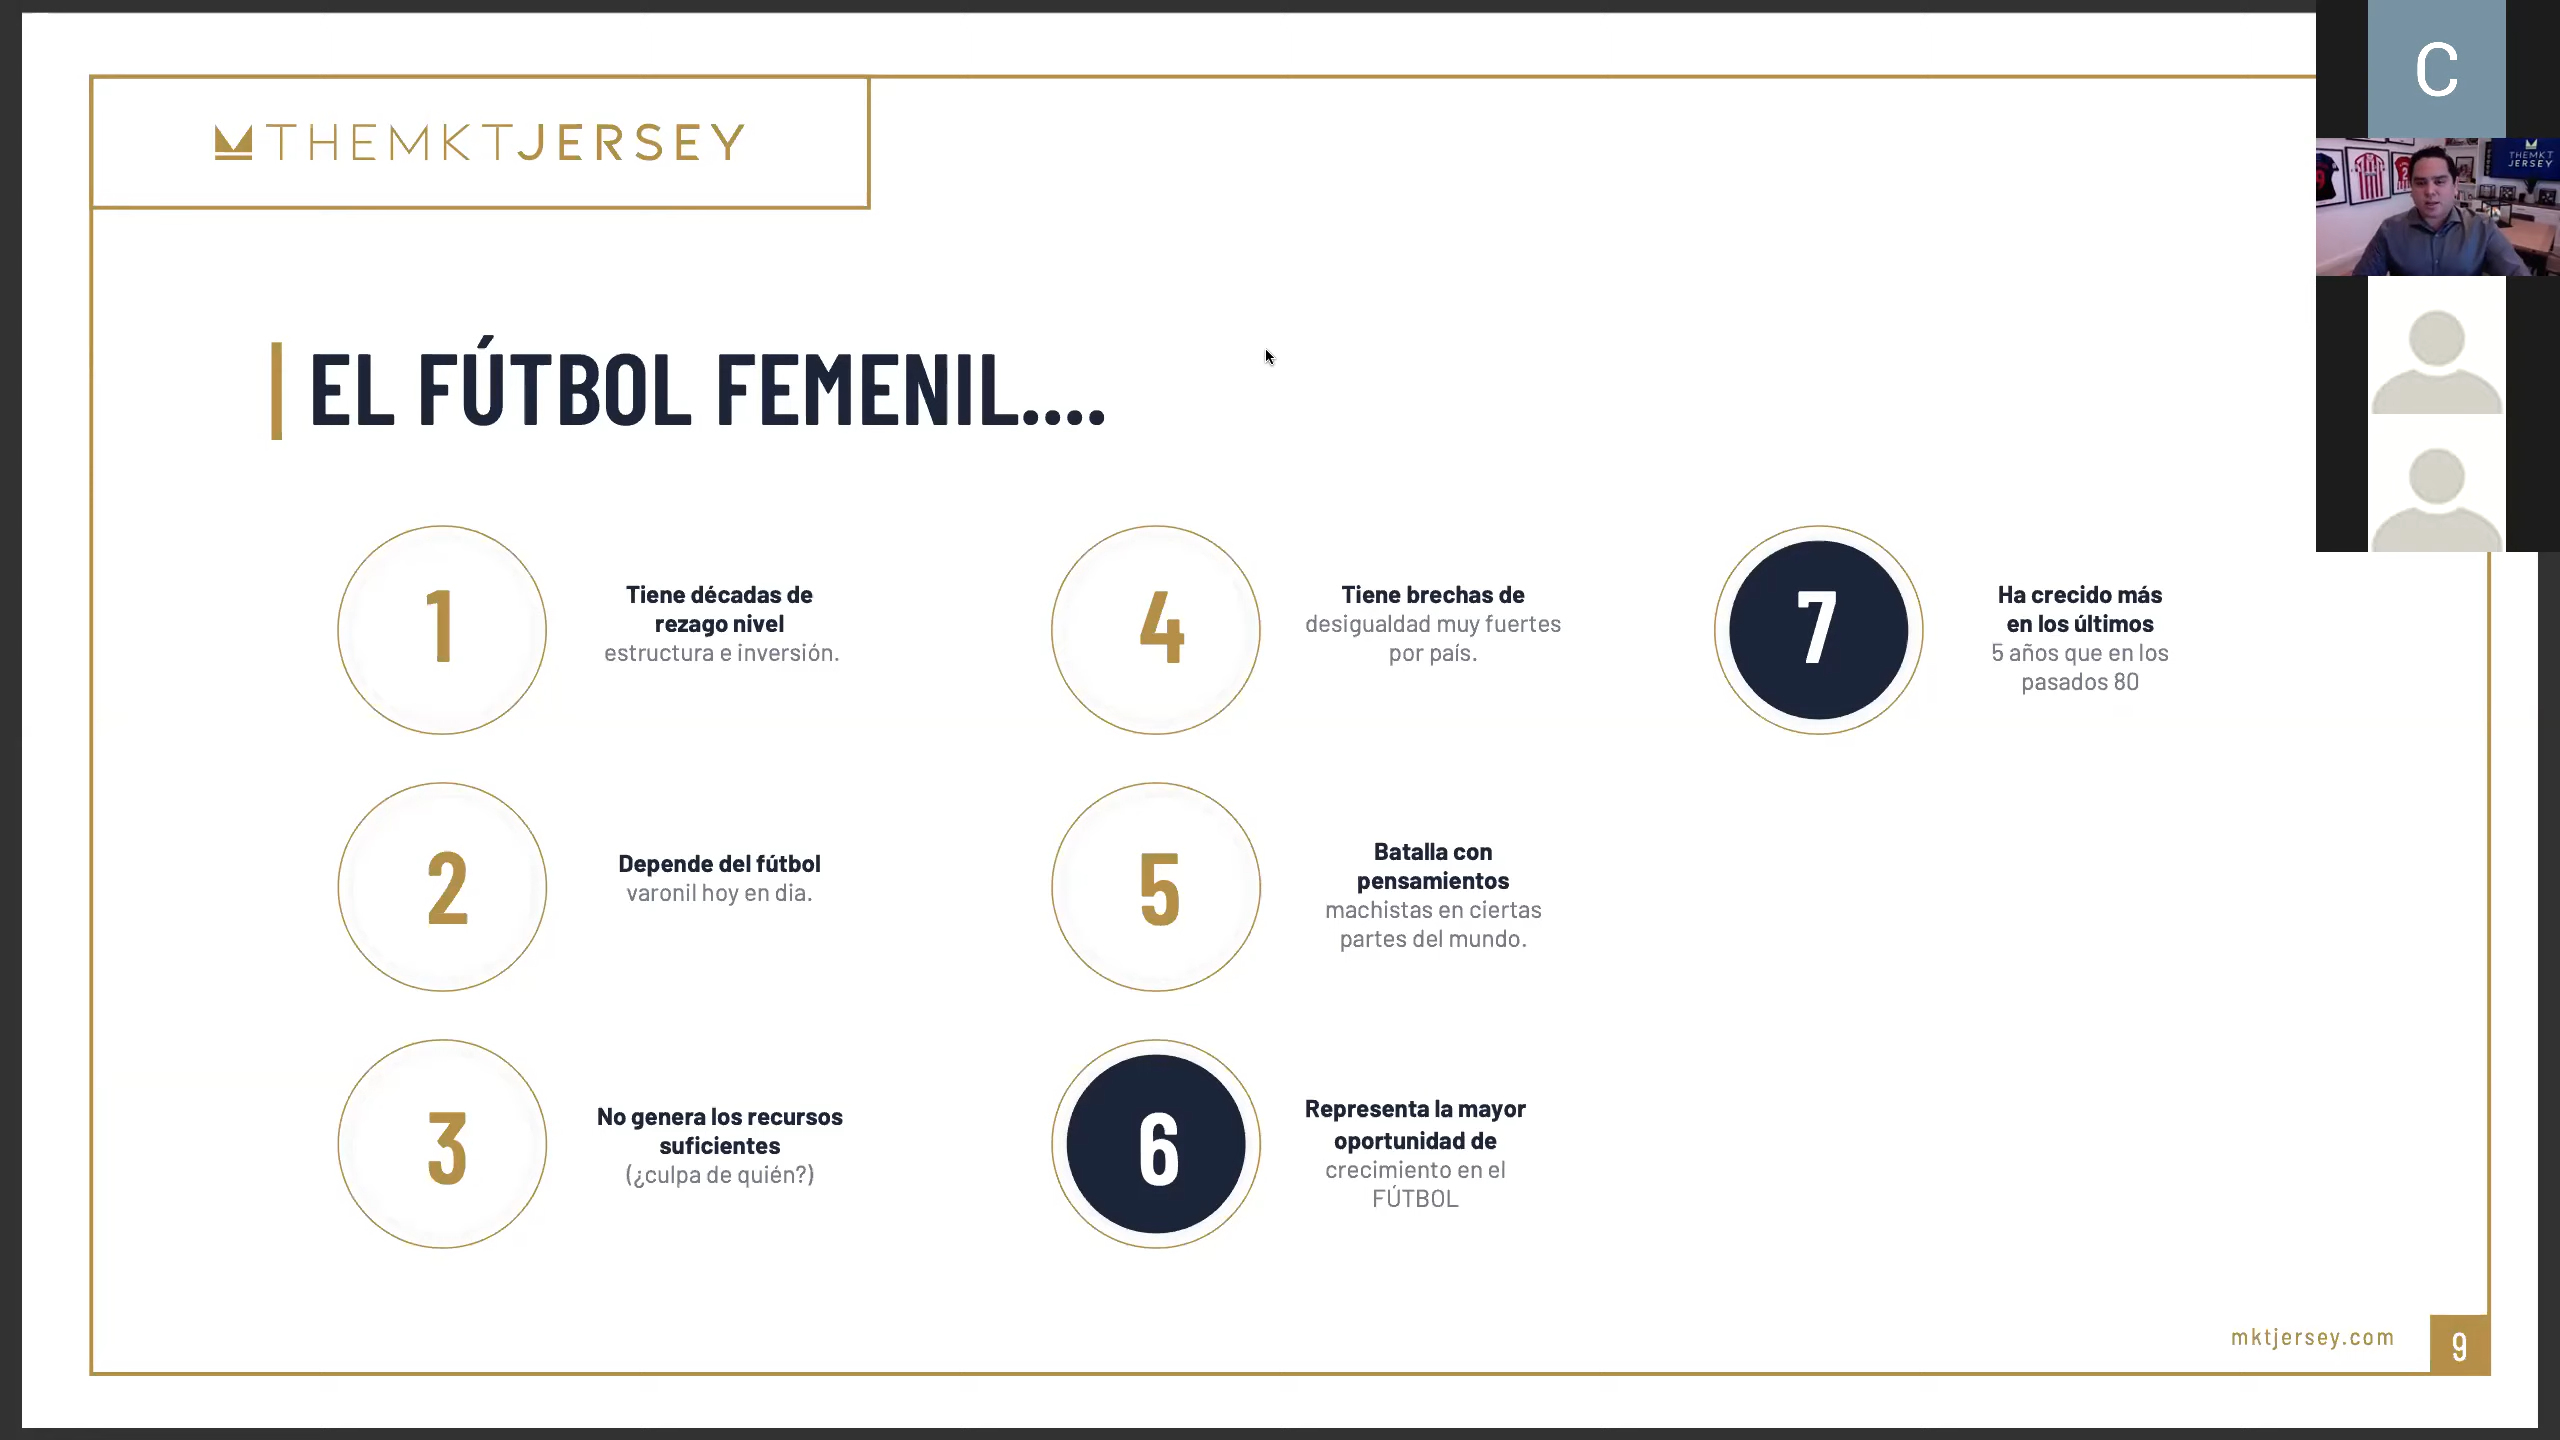 THEMKTJERSEY
C
THEMKT
JERSEY
EL FÚTBOL FEMENIL....
1
Tiene décadas de
rezago nivel
estructura e inversión.
2
Depende del fútbol
varonil hoy en dia.
3
No genera los recursos
suficientes
(¿culpa de quién?)
4
Tiene brechas de
desigualdad muy fuertes
por país.
5
Batalla con
pensamientos
machistas en ciertas
partes del mundo.
6
Representa la mayor
oportunidad de
crecimiento en el
FÚTBOL
7
Ha crecido más
en los últimos
5 años que en los
pasados 80
mktjersey.com
9